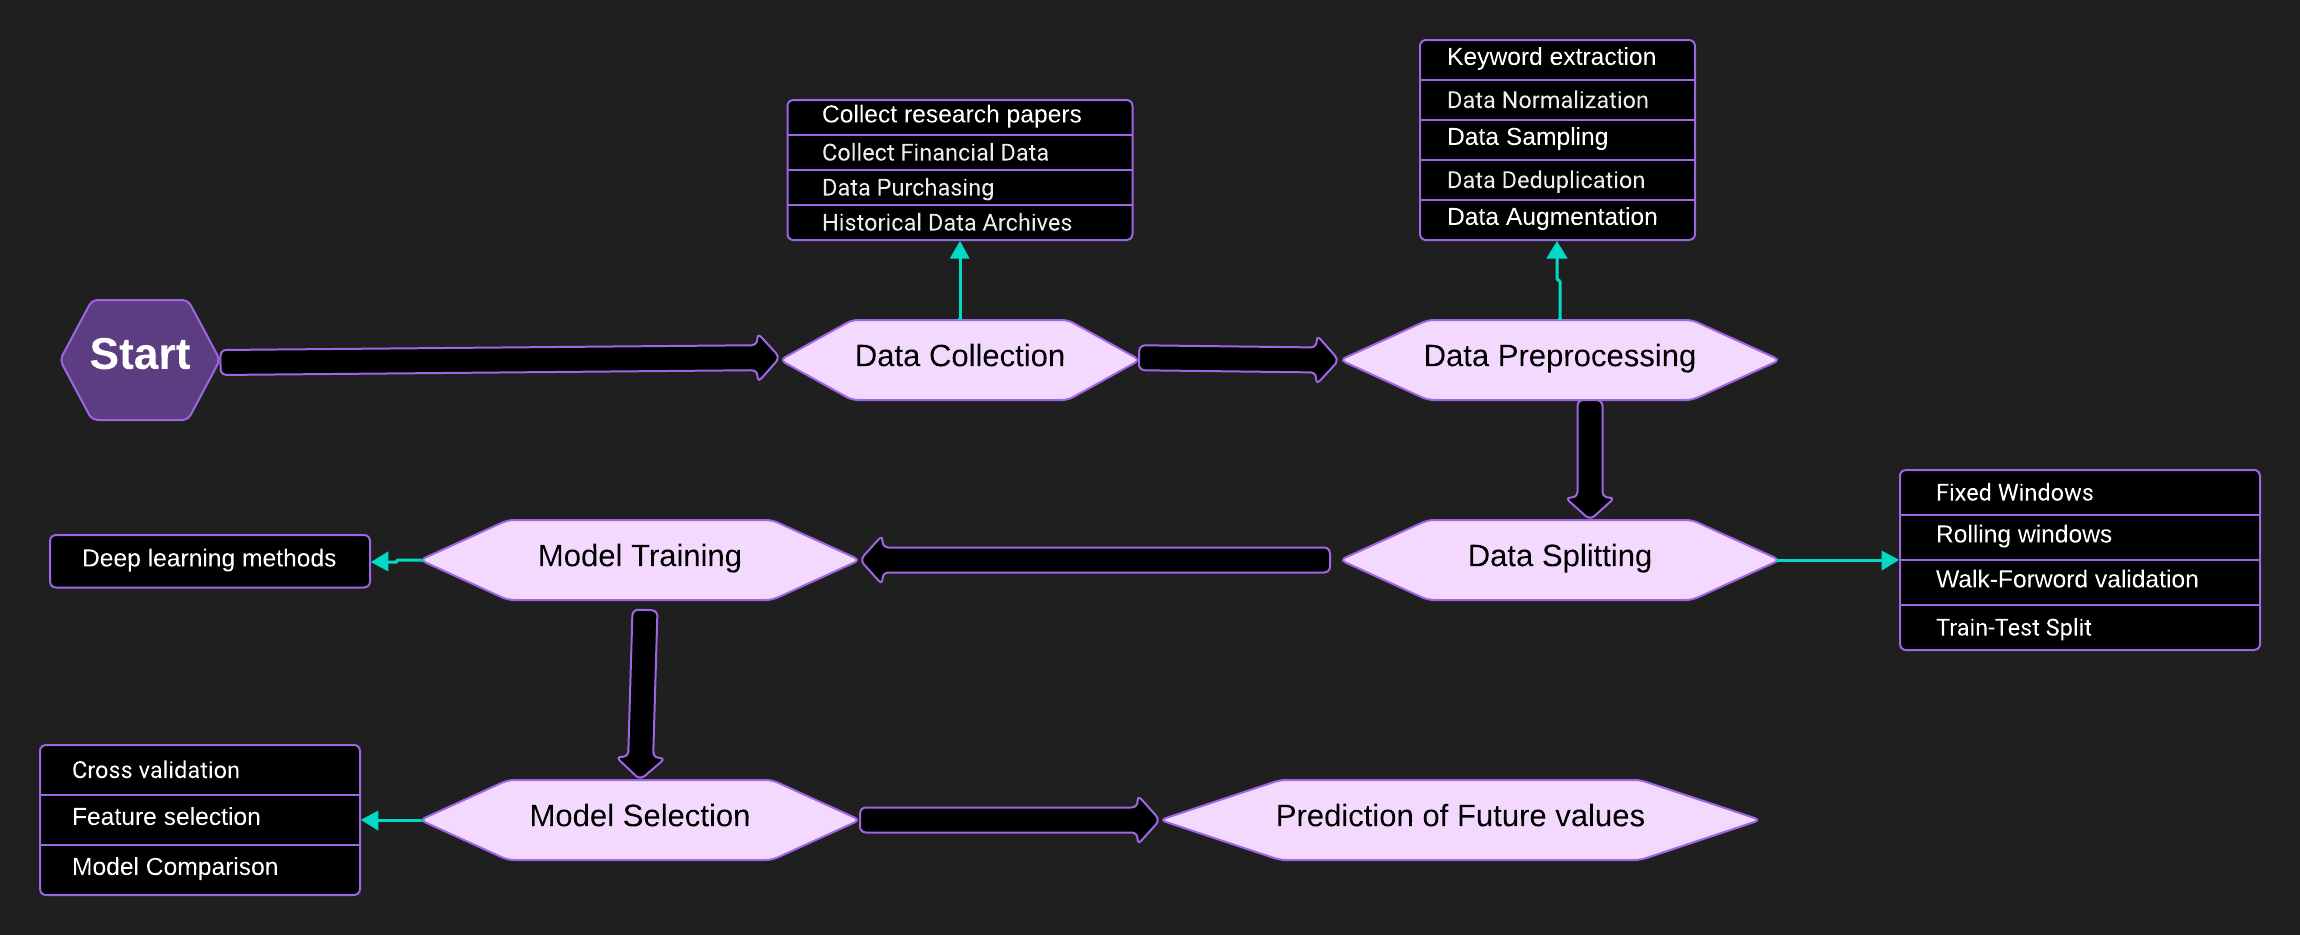 Keyword extraction
Data Normalization
Data Sampling
Data Deduplication
Data Augmentation
Collect research papers
Collect Financial Data
Data Purchasing
Historical Data Archives
Start
Data Collection
Data Preprocessing
Fixed Windows
Rolling windows
Walk-Forword validation
Train-Test Split
Data Splitting
Model Training
Deep learning methods
Cross validation
Feature selection
Model Comparison
Model Selection
Prediction of Future values